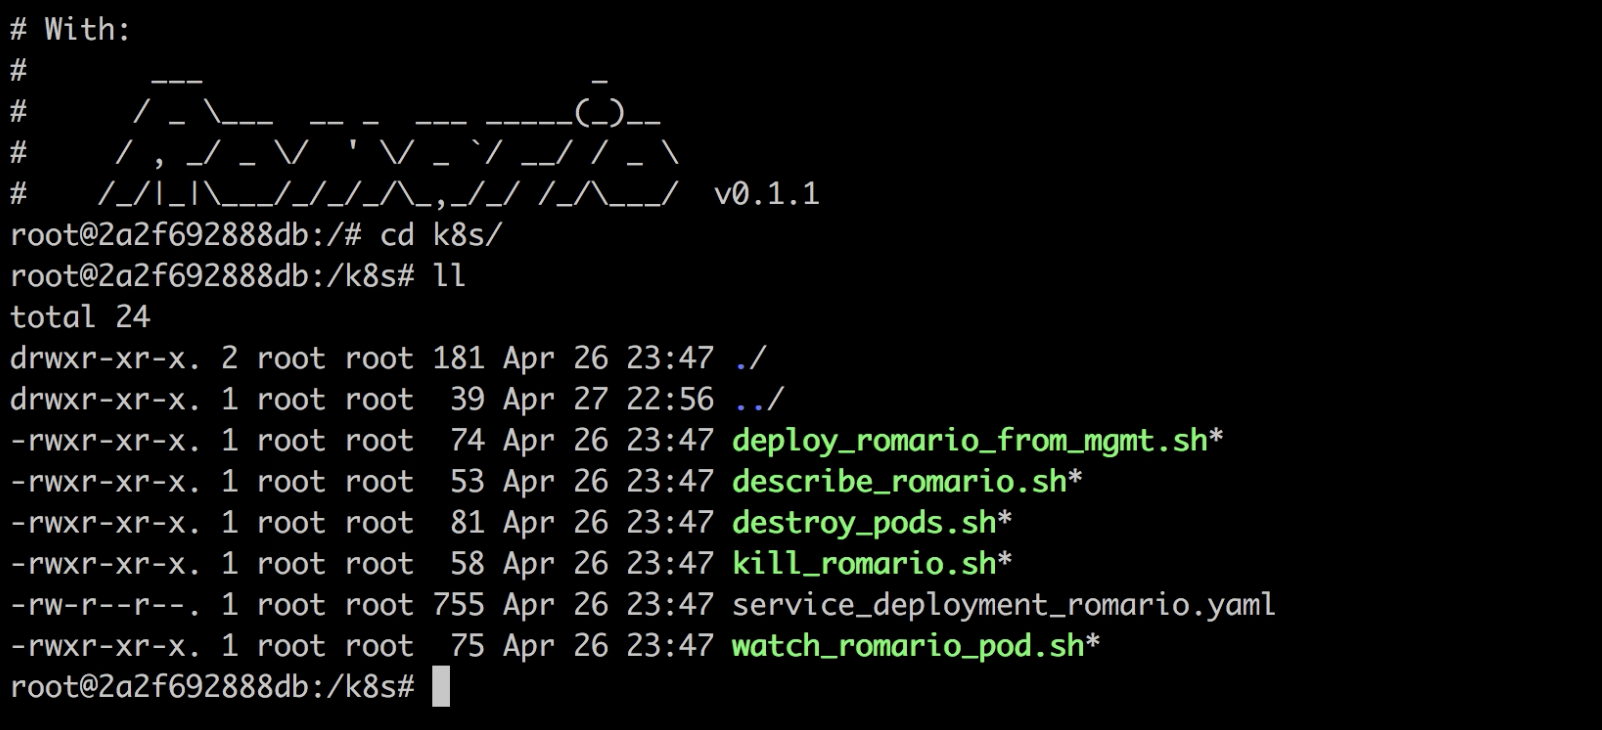 # With:
#       ___                      _
#      / _ \___  __ _  ___ _____(_)__
#     / , _/ _ \/  ' \/ _ `/ __/ / _ \
#    /_/|_|\___/_/_/_/\_,_/_/ /_/\___/  v0.1.1
root@2a2f692888db:/# cd k8s/
root@2a2f692888db:/k8s# ll
total 24
drwxr-xr-x. 2 root root 181 Apr 26 23:47 ./
drwxr-xr-x. 1 root root  39 Apr 27 22:56 ../
-rwxr-xr-x. 1 root root  74 Apr 26 23:47 deploy_romario_from_mgmt.sh*
-rwxr-xr-x. 1 root root  53 Apr 26 23:47 describe_romario.sh*
-rwxr-xr-x. 1 root root  81 Apr 26 23:47 destroy_pods.sh*
-rwxr-xr-x. 1 root root  58 Apr 26 23:47 kill_romario.sh*
-rw-r--r--. 1 root root 755 Apr 26 23:47 service_deployment_romario.yaml
-rwxr-xr-x. 1 root root  75 Apr 26 23:47 watch_romario_pod.sh*
root@2a2f692888db:/k8s#